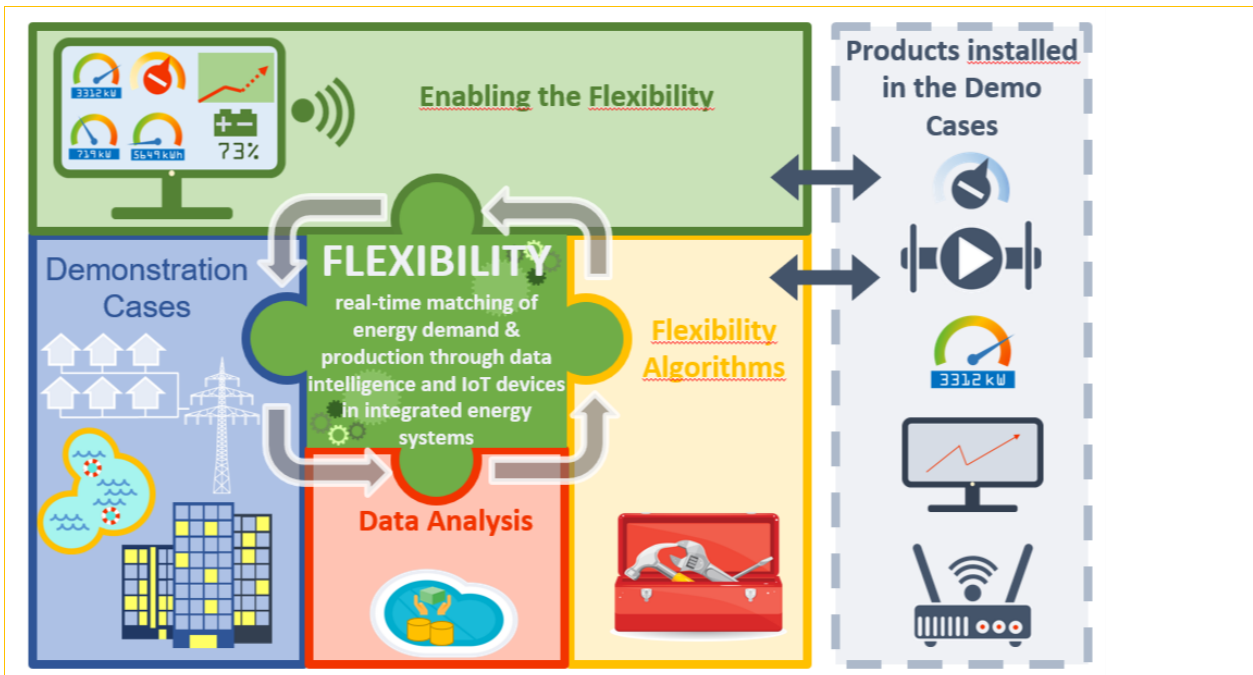 3312 kW
719 kW
5649 kWh
73%
Enabling the Flexibility
Products installed
in the Demo
Cases
Demonstration
Cases
FLEXIBILITY
real-time matching of
energy demand &
production through data
intelligence and IoT devices
in integrated energy
systems
Flexibility
Algorithms
3312 kW
Data Analysis